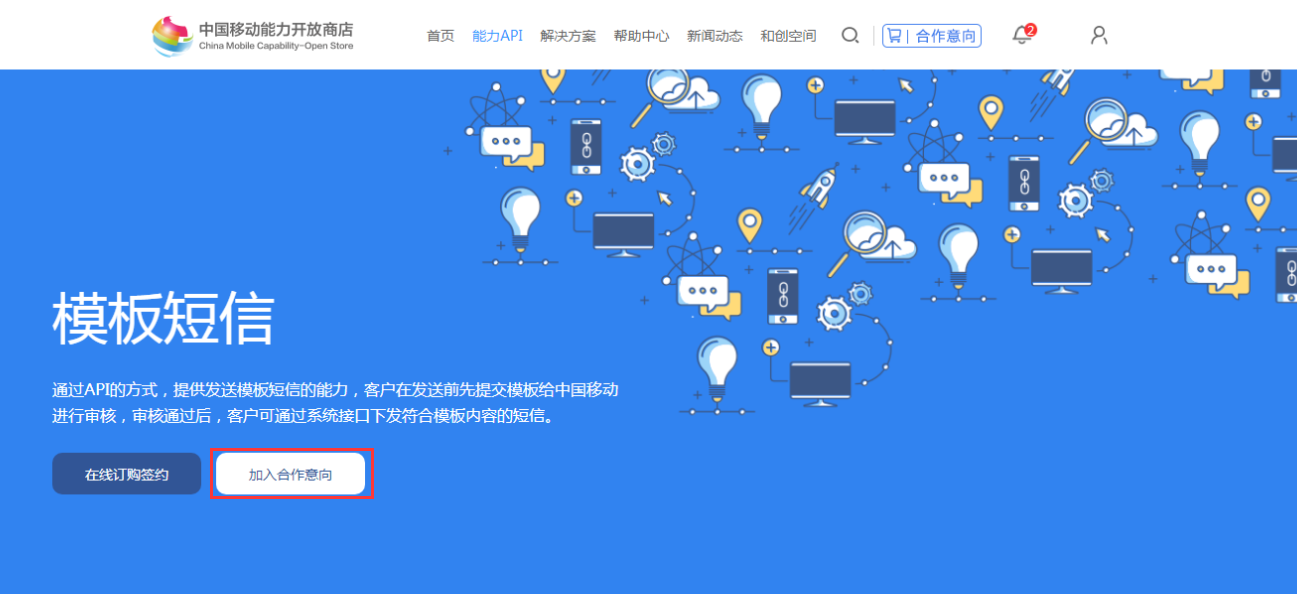 中国移动能力开放商店
China Mobile Capability-Open Store
首页 能力API 解决方案 帮助中心 新闻动态 和创空间 合作意向 2
模板短信
通过API的方式，提供发送模板短信的能力，客户在发送前先提交模板给中国移动
进行审核，审核通过后，客户可通过系统接口下发符合模板内容的短信。
在线订购签约 加入合作意向